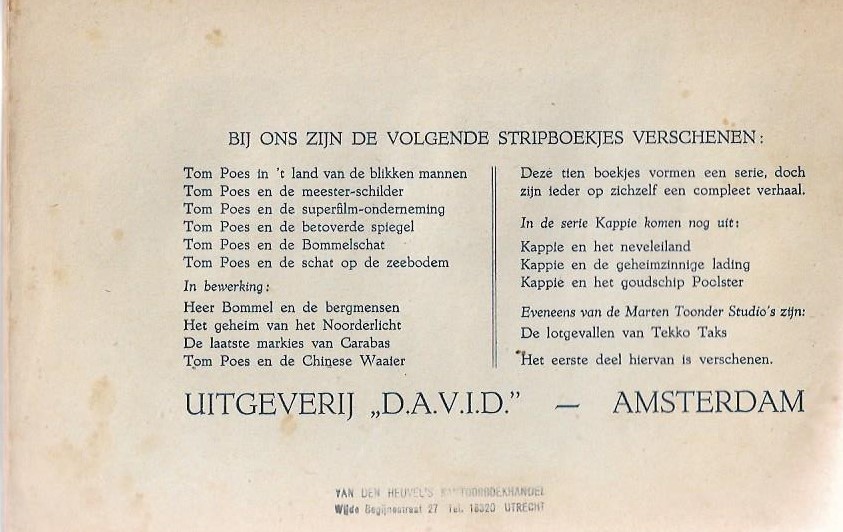 BIJ ONS ZIJN DE VOLGENDE STRIPBOEKJES VERSCHENEN:
Tom Poes in 't land van de blikken mannen
Tom Poes en de meester-schilder
Tom Poes en de superfilm-onderneming
Tom Poes en de betoverde spiegel
Tom Poes en de Bommelschat
Tom Poes en de schat op de zeebodem
In bewerking:
Heer Bommel en de bergmensen
Het geheim van het Noorderlicht
De laatste markies van Carabas
Tom Poes en de Chinese Waaier
Deze tien boekjes vormen een serie, doch
zijn ieder op zichzelf een compleet verhaal.
In de serie Kappie komen nog uit:
Kappie en het neveleiland
Kappie en de geheimzinnige lading
Kappie en het goudschip Poolster
Eveneens van de Marten Toonder Studio's zijn:
De lotgevallen van Tekko Taks
Het eerste deel hiervan is verschenen.
UITGEVERIJ „D.A.V.I.D." — AMSTERDAM
VAN DEN HEUVEL'S KANTOORBOEKHANDEL
Wijde Begijnestraat 27 Tel. 18320 UTRECHT